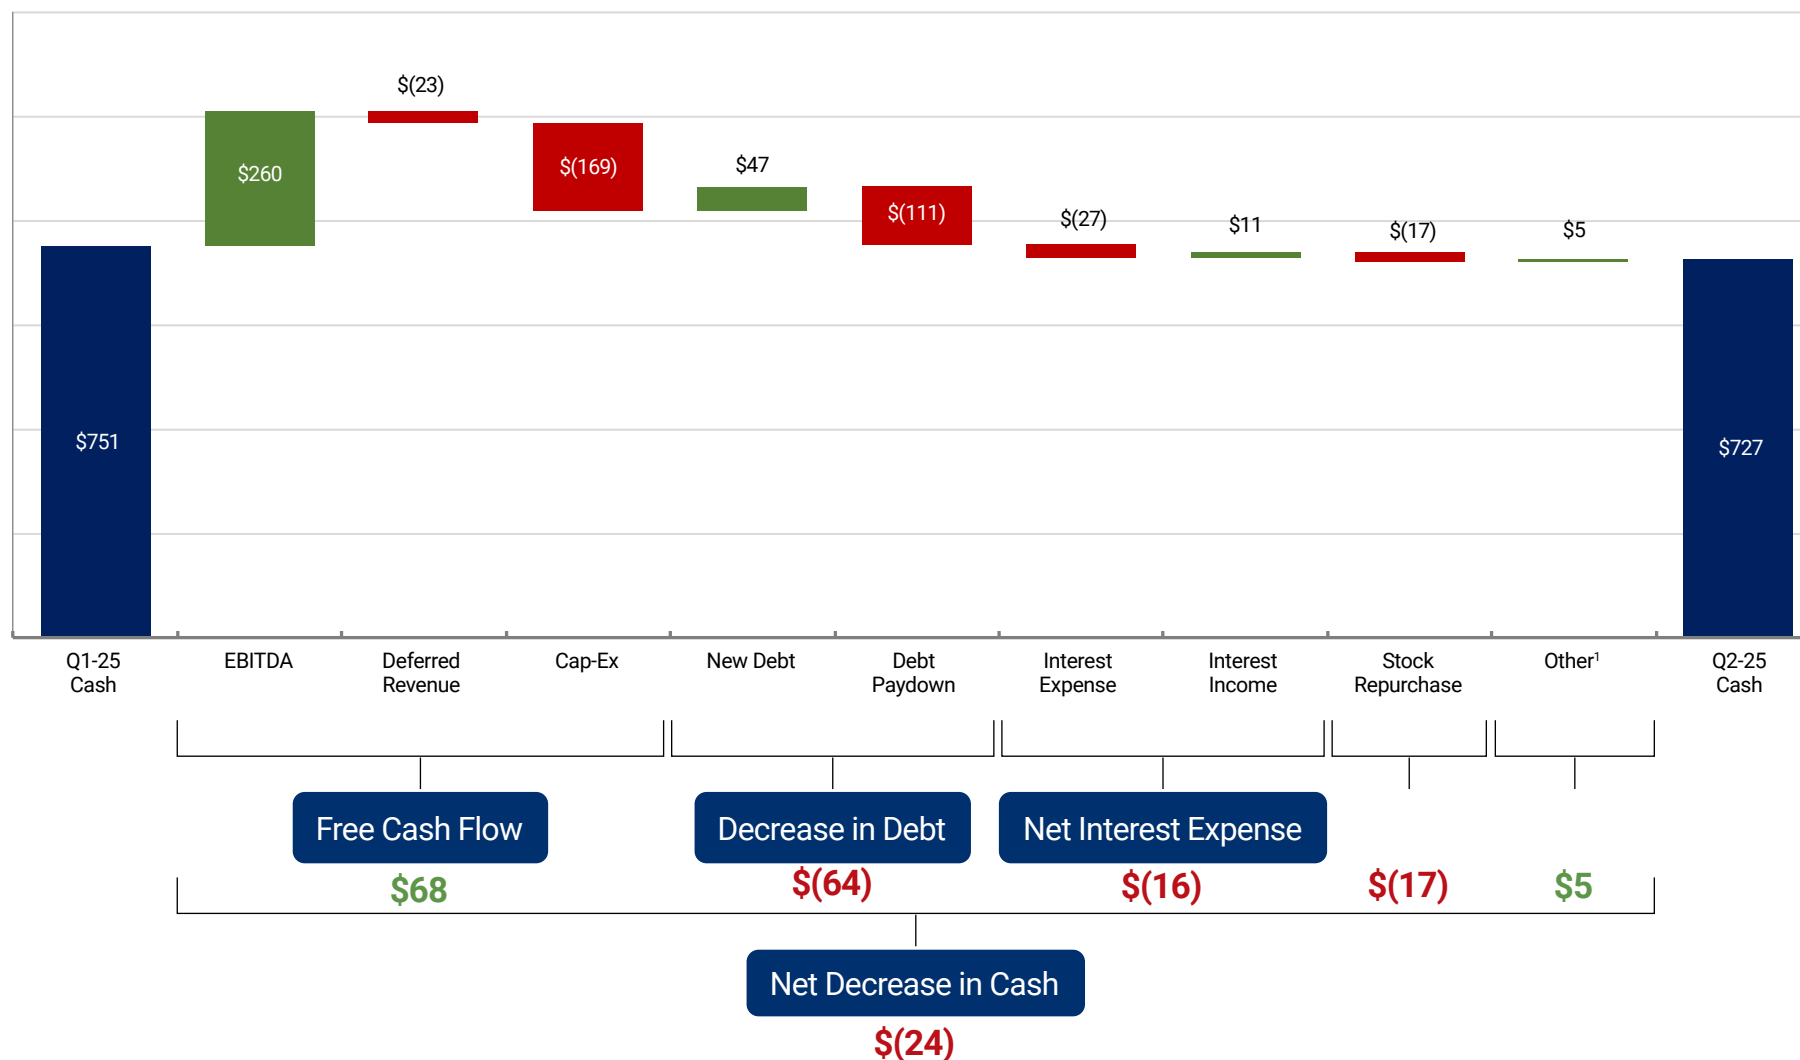 $(23)
$260
$(169)
$47
$(111)
$(27)
$11
$(17)
$5
$751
$727
Q1-25
Cash
EBITDA
Deferred
Revenue
Cap-Ex
New Debt
Debt
Paydown
Interest
Expense
Interest
Income
Stock
Repurchase
Other¹
Q2-25
Cash
Free Cash Flow
Decrease in Debt
Net Interest Expense
$68
$(64)
$(16)
$(17)
$5
Net Decrease in Cash
$(24)